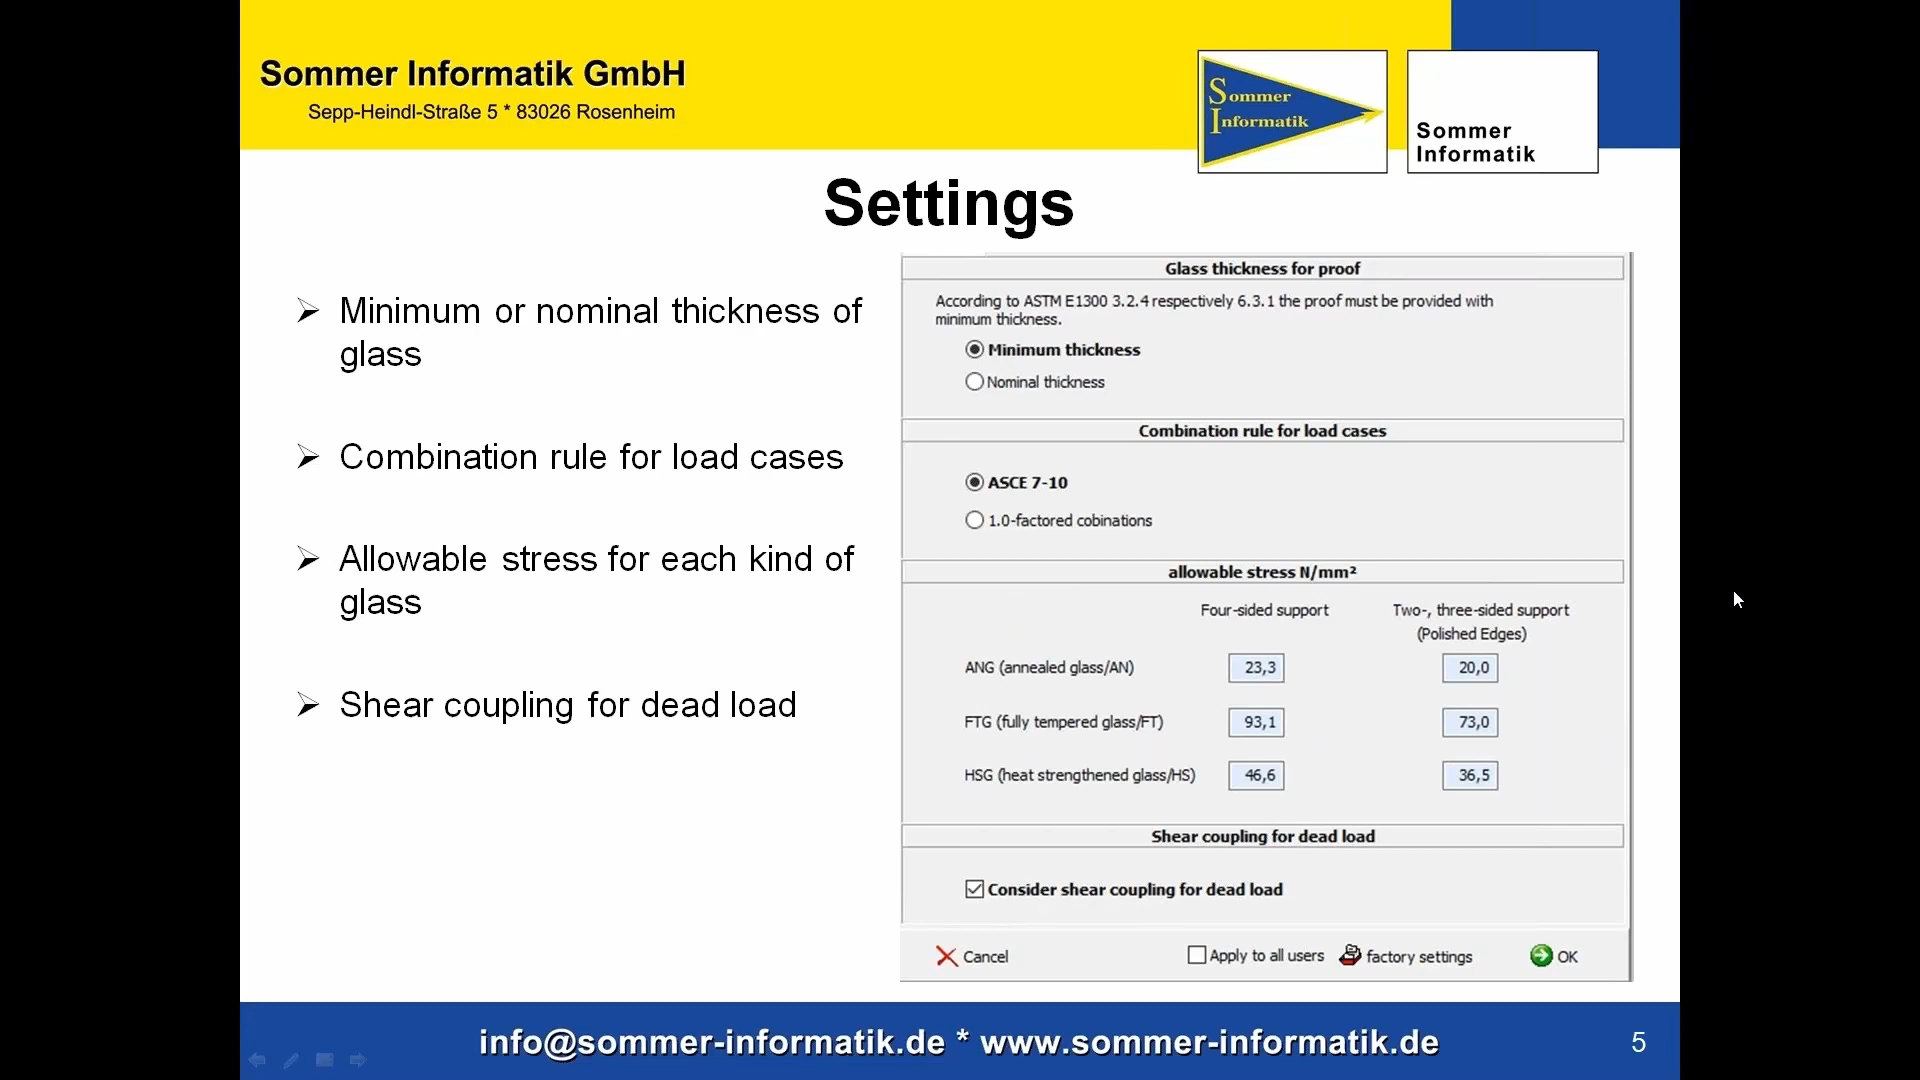 Sommer Informatik GmbH
Sepp-Heindl-Straße 5 * 83026 Rosenheim
Sommer
Informatik
Sommer
Informatik
Settings
Minimum or nominal thickness of
glass
Combination rule for load cases
Allowable stress for each kind of
glass
Shear coupling for dead load
Glass thickness for proof
According to ASTM E1300 3.2.4 respectively 6.3.1 the proof must be provided with
minimum thickness.
Minimum thickness
Nominal thickness
Combination rule for load cases
ASCE 7-10
1.0-factored cobinations
allowable stress N/mm²
Four-sided support Two-, three-sided support
(Polished Edges)
ANG (annealed glass/AN) 23,3 20,0
FTG (fully tempered glass/FT) 93,1 73,0
HSG (heat strengthened glass/HS) 46,6 36,5
Shear coupling for dead load
Consider shear coupling for dead load
Cancel Apply to all users factory settings OK
info@sommer-informatik.de * www.sommer-informatik.de 5